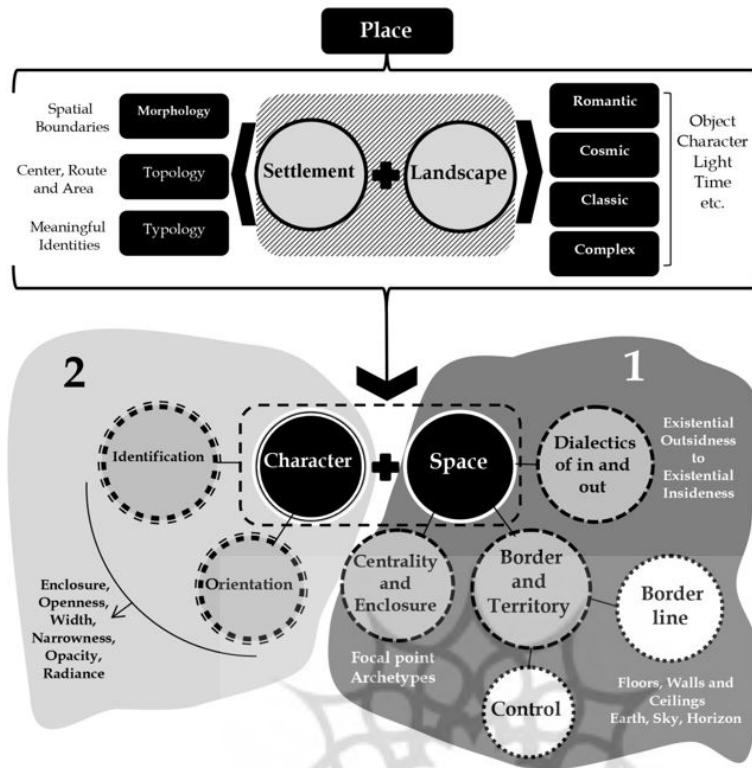 Place
Spatial
Boundaries
Morphology
Center, Route
and Area
Topology
Meaningful
Identities
Typology
Settlement
Landscape
Romantic
Cosmic
Classic
Complex
Object
Character
Light
Time
etc.
2
1
Identification
Character
Space
Dialectics
of in and
out
Existential
Outsidness
to
Existential
Insideness
Orientation
Centrality
and
Enclosure
Border
and
Territory
Border
line
Enclosure,
Openness,
Width,
Narrowness,
Opacity,
Radiance
Focal point
Archetypes
Control
Floors, Walls and
Ceilings
Earth, Sky, Horizon